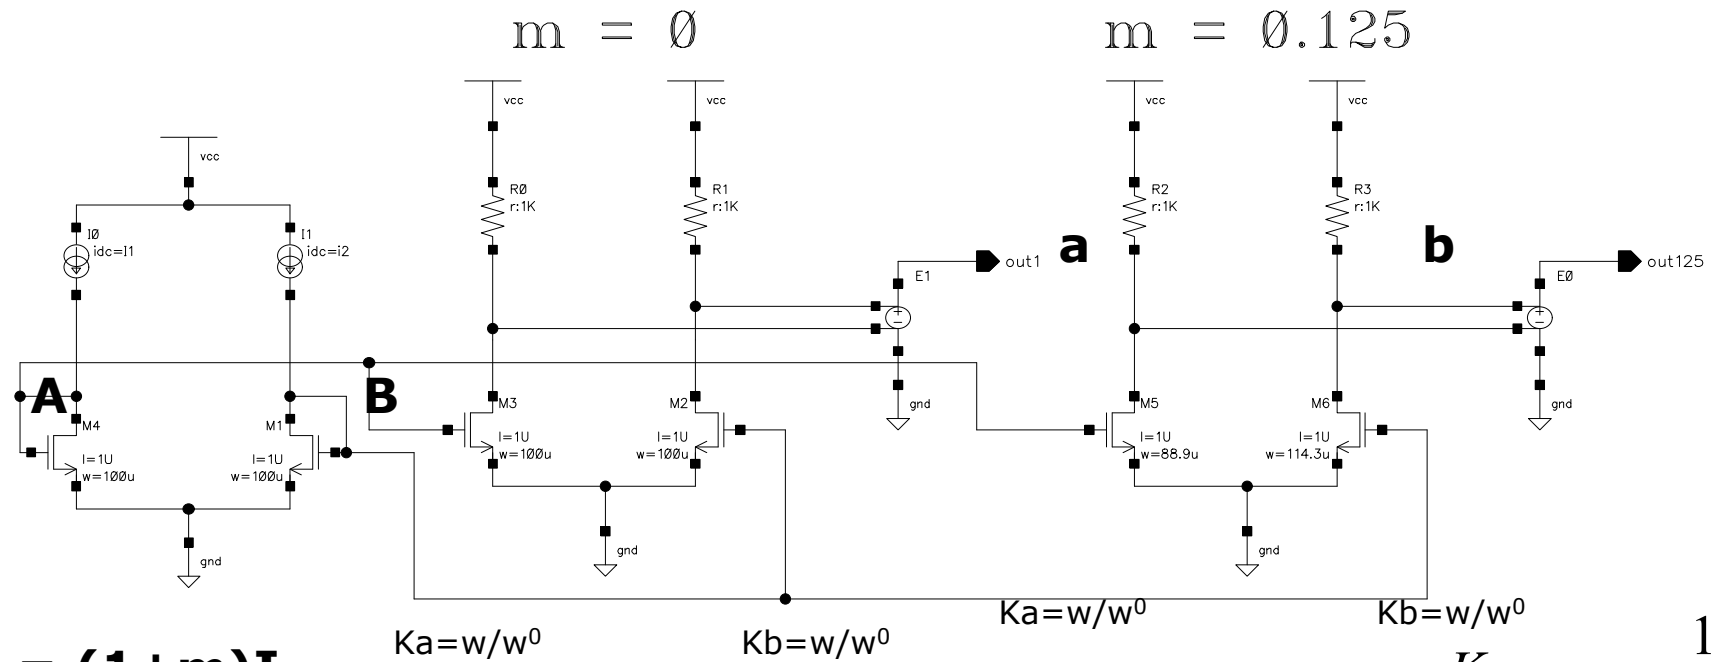 m = 0
m = 0.125
vcc
vcc
vcc
vcc
vcc
R0
r:1K
R1
r:1K
R2
r:1K
R3
r:1K
I0
idc=I1
I1
idc=i2
a
b
E1
out1
E0
out125
A
B
M4
l=1U
w=100u
M1
l=1U
w=100u
M3
l=1U
w=100u
M2
l=1U
w=100u
M5
l=1U
w=88.9u
M6
l=1U
w=114.3u
gnd
gnd
gnd
gnd
gnd
Ka=w/w⁰
Kb=w/w⁰
Ka=w/w⁰
Kb=w/w⁰
1
= (1+m)I
K